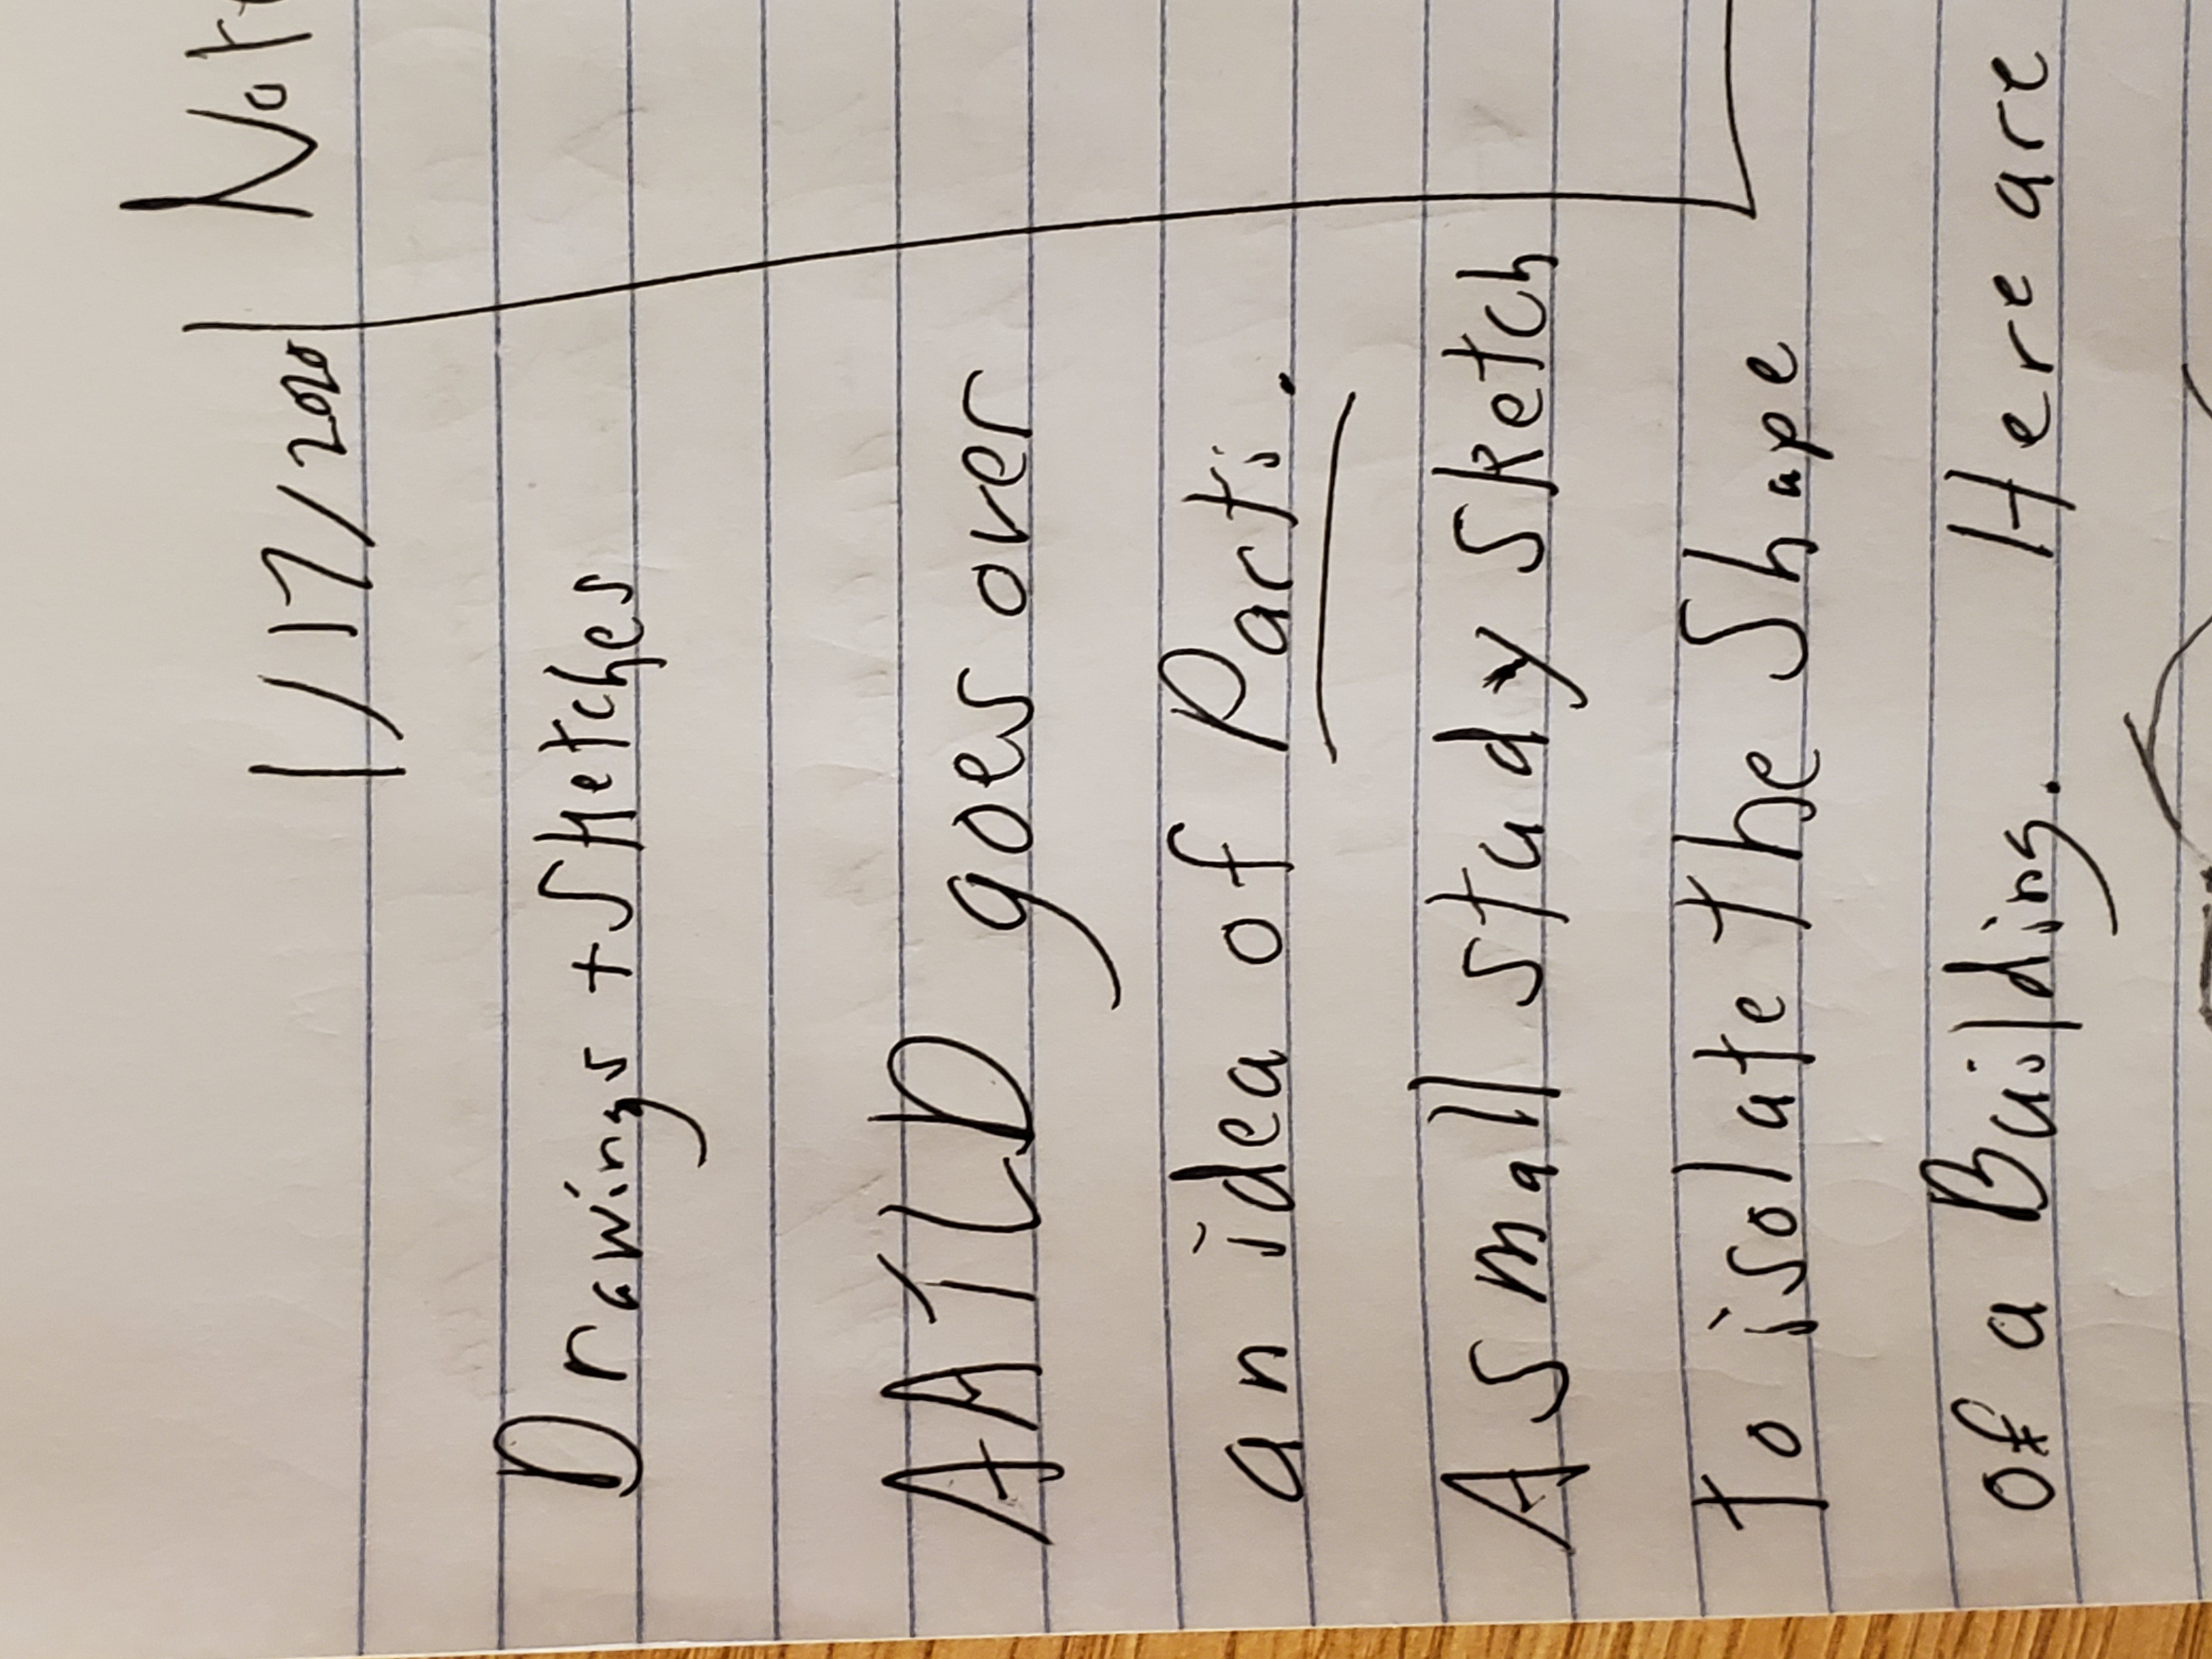 1/17/2020
Drawings + Sketches
AATLD goes over
an idea of Parti.
A small study sketch
to isolate the Shape
of a Building. Here are